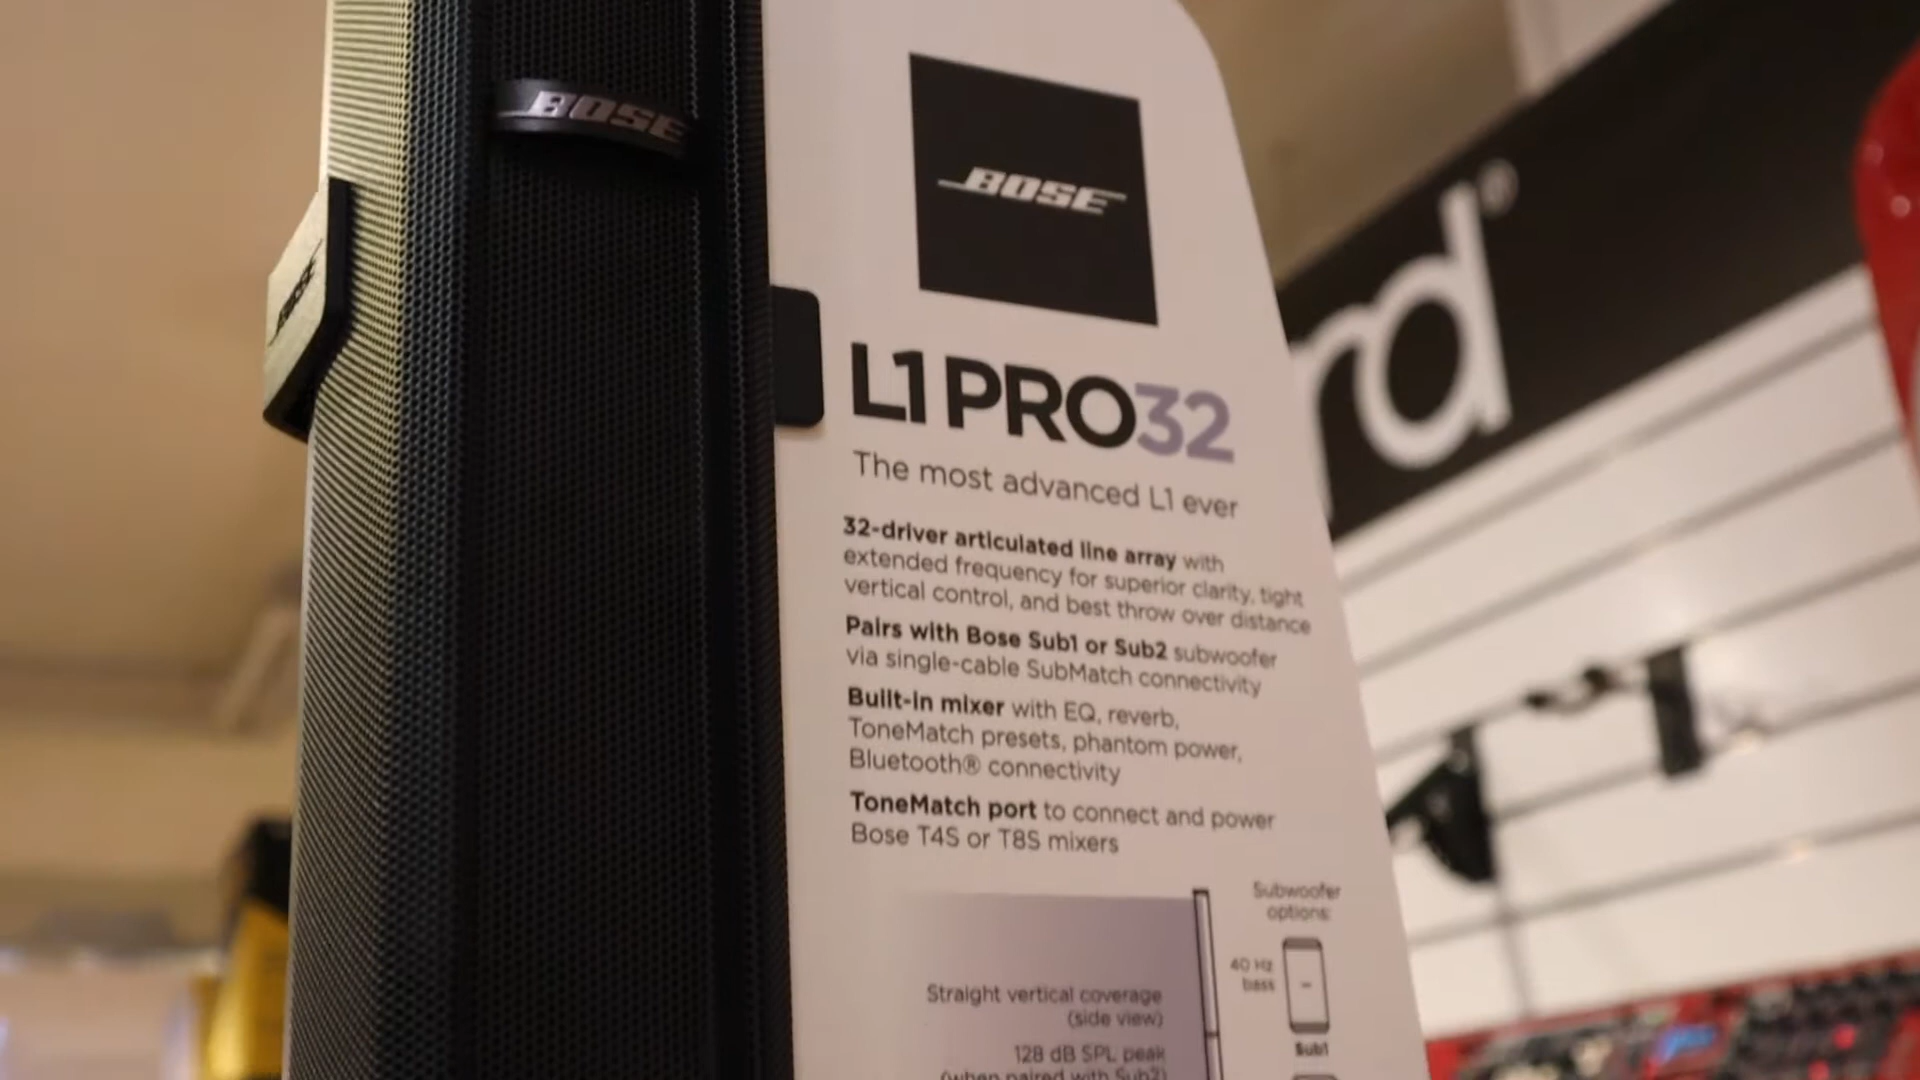 BOSE
BOSE
L1 PRO32
The most advanced L1 ever
32-driver articulated line array with
extended frequency for superior clarity, tight
vertical control, and best throw over distance
Pairs with Bose Sub1 or Sub2 subwoofer
via single-cable SubMatch connectivity
Built-in mixer with EQ, reverb,
ToneMatch presets, phantom power,
Bluetooth® connectivity
ToneMatch port to connect and power
Bose T4S or T8S mixers
Subwoofer
options:
40 Hz
bass
Sub1
Straight vertical coverage
(side view)
128 dB SPL peak
(when paired with Sub2)
rd®